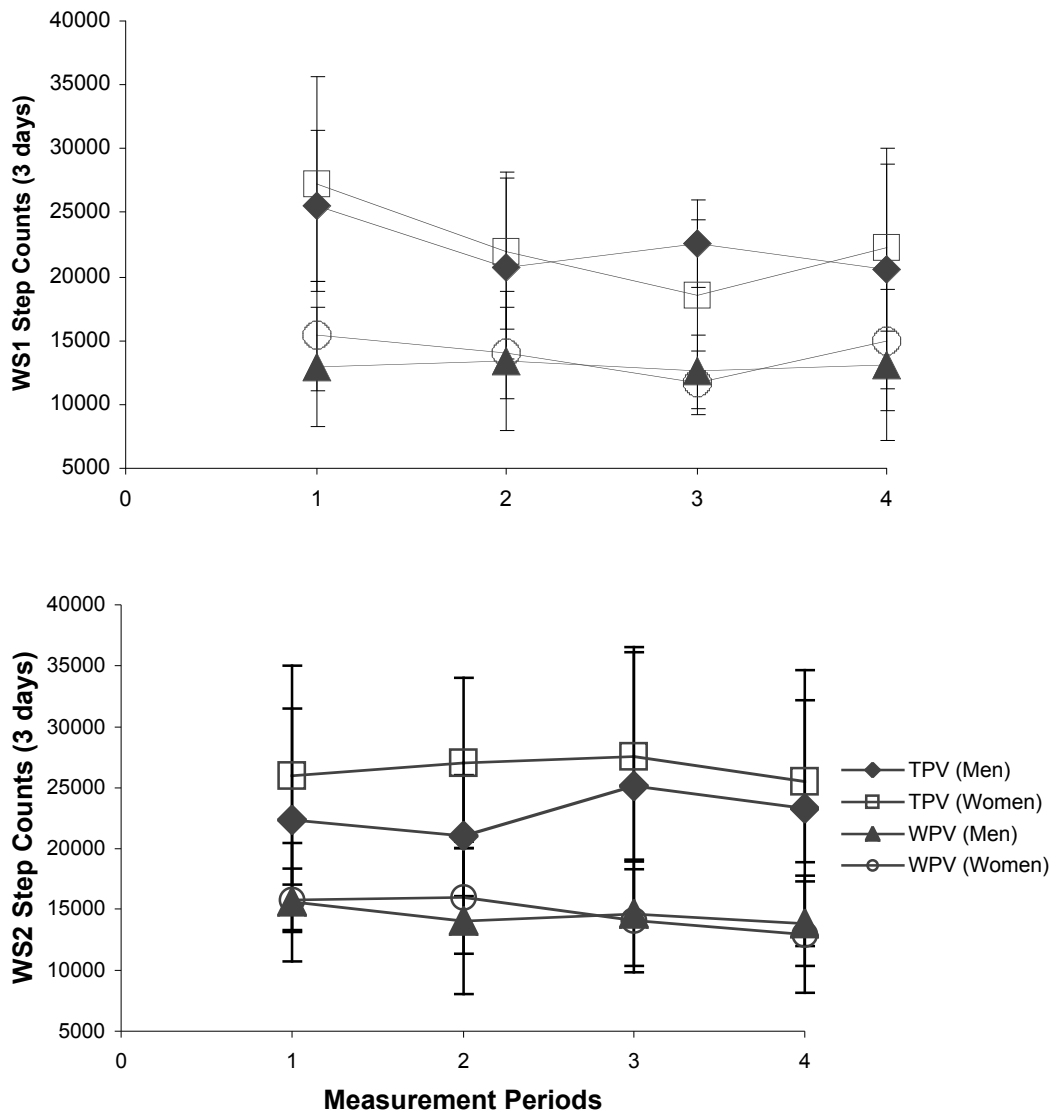 40000
35000
30000
25000
20000
15000
10000
5000
WS1 Step Counts (3 days)
0 1 2 3 4
40000
35000
30000
25000
20000
15000
10000
5000
WS2 Step Counts (3 days)
0 1 2 3 4
Measurement Periods
TPV (Men)
TPV (Women)
WPV (Men)
WPV (Women)